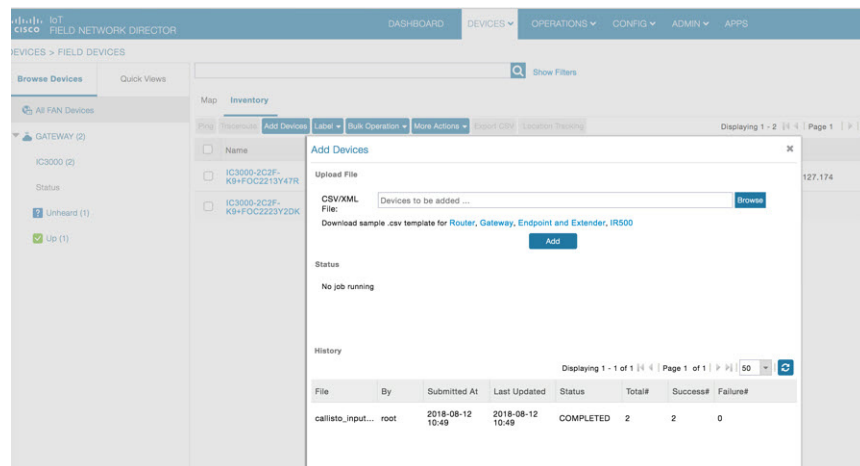 IoT
CISCO FIELD NETWORK DIRECTOR
DASHBOARD DEVICES OPERATIONS CONFIG ADMIN APPS
DEVICES > FIELD DEVICES
Browse Devices Quick Views
Show Filters
All FAN Devices
Map Inventory
GATEWAY (2)
Ping Traceroute Add Devices Label Bulk Operation More Actions Export CSV Location Tracking Displaying 1 - 2 Page 1
IC3000 (2)
Status
? Unheard (1)
Up (1)
Name
IC3000-2C2F-
K9+FOC2213Y47R
127.174
IC3000-2C2F-
K9+FOC2223Y2DK
Add Devices
Upload File
CSV/XML
File:
Devices to be added ...
Browse
Download sample .csv template for Router, Gateway, Endpoint and Extender, IR500
Add
Status
No job running
History
Displaying 1 - 1 of 1 Page 1 of 1 50
File By Submitted At Last Updated Status Total# Success# Failure#
callisto_input... root 2018-08-12 10:49 2018-08-12 10:49 COMPLETED 2 2 0